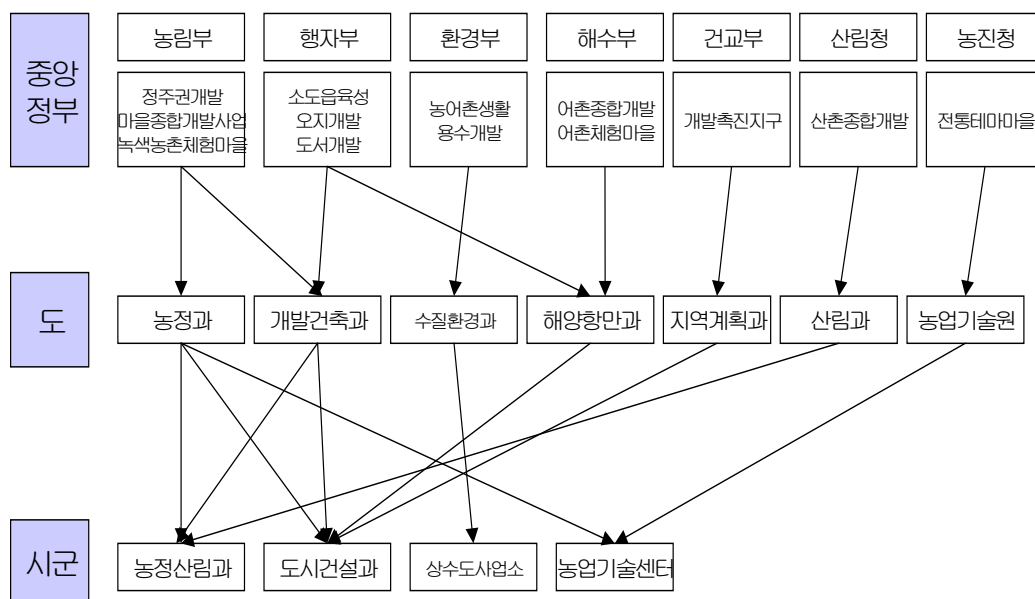 중앙
정부
농림부
행자부
환경부
해수부
건교부
산림청
농진청
정주권개발
마을종합개발사업
녹색농촌체험마을
소도읍육성
오지개발
도서개발
농어촌생활
용수개발
어촌종합개발
어촌체험마을
개발촉진지구
산촌종합개발
전통테마마을
도
농정과
개발건축과
수질환경과
해양항만과
지역계획과
산림과
농업기술원
시군
농정산림과
도시건설과
상수도사업소
농업기술센터